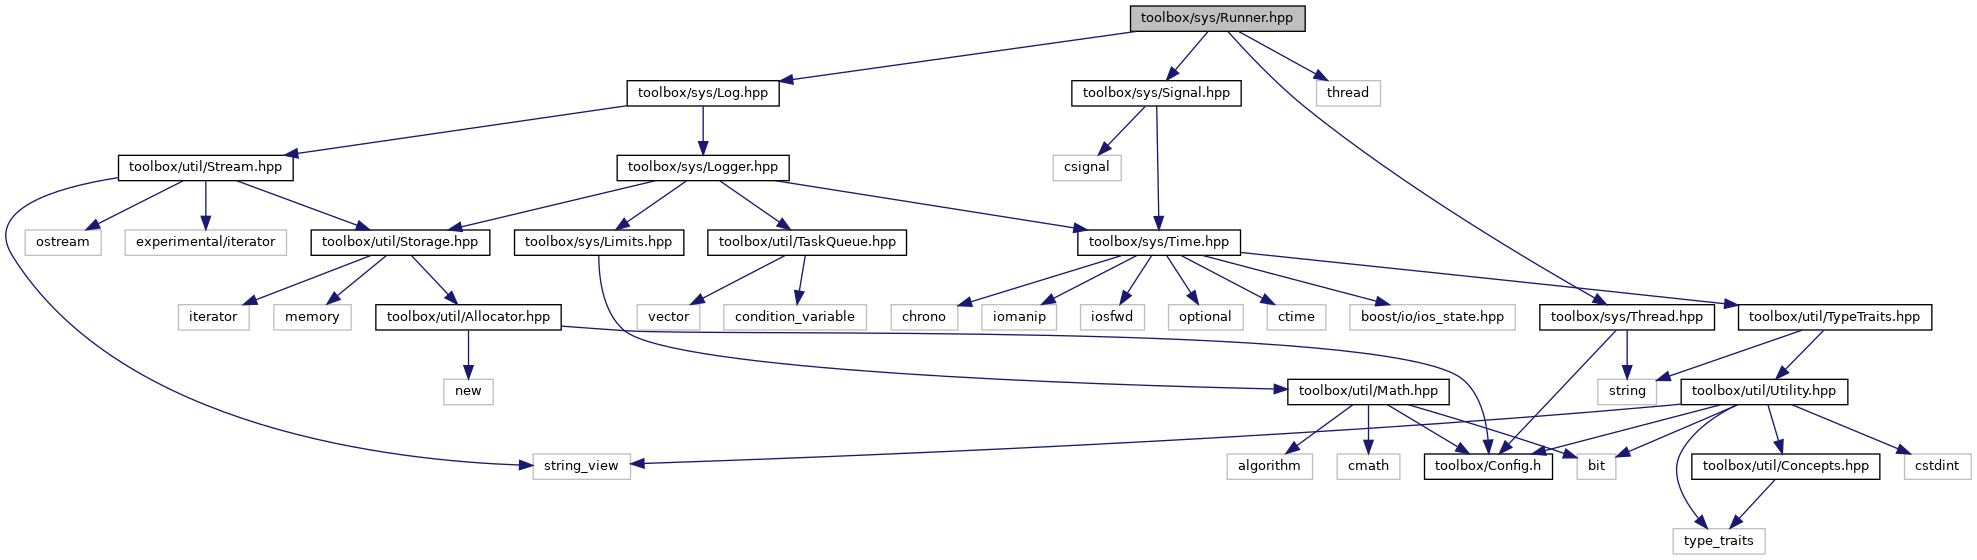 toolbox/sys/Runner.hpp
toolbox/sys/Log.hpp
toolbox/sys/Signal.hpp
thread
toolbox/util/Stream.hpp
toolbox/sys/Logger.hpp
csignal
ostream
experimental/iterator
toolbox/util/Storage.hpp
toolbox/sys/Limits.hpp
toolbox/util/TaskQueue.hpp
toolbox/sys/Time.hpp
iterator
memory
toolbox/util/Allocator.hpp
vector
condition_variable
chrono
iomanip
iosfwd
optional
ctime
boost/io/ios_state.hpp
toolbox/sys/Thread.hpp
toolbox/util/TypeTraits.hpp
new
toolbox/util/Math.hpp
string
toolbox/util/Utility.hpp
string_view
algorithm
cmath
toolbox/Config.h
bit
toolbox/util/Concepts.hpp
cstdint
type_traits